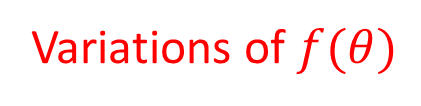 Variations of 𝑓(𝜃)